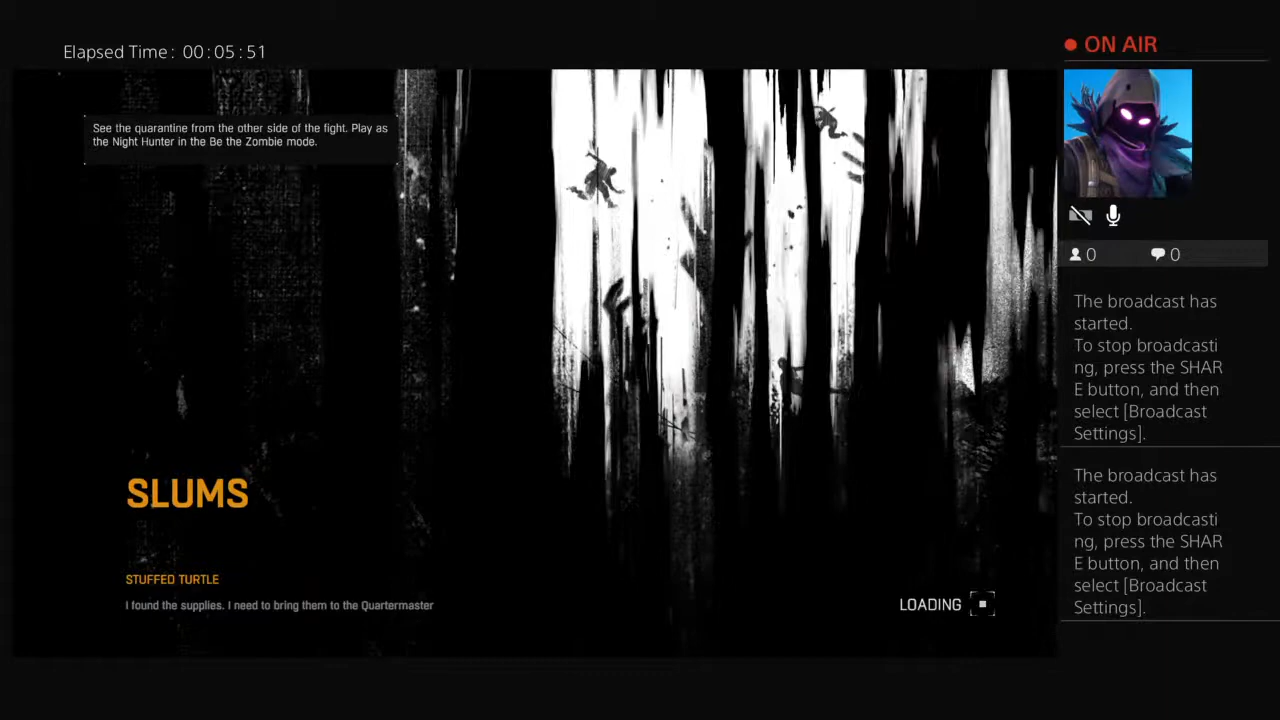 Elapsed Time: 00:05:51
ON AIR
See the quarantine from the other side of the fight. Play as
the Night Hunter in the Be the Zombie mode.
0 0
The broadcast has
started.
To stop broadcasti
ng, press the SHAR
E button, and then
select [Broadcast
Settings].
The broadcast has
started.
To stop broadcasti
ng, press the SHAR
E button, and then
select [Broadcast
Settings].
SLUMS
STUFFED TURTLE
I found the supplies. I need to bring them to the Quartermaster
LOADING